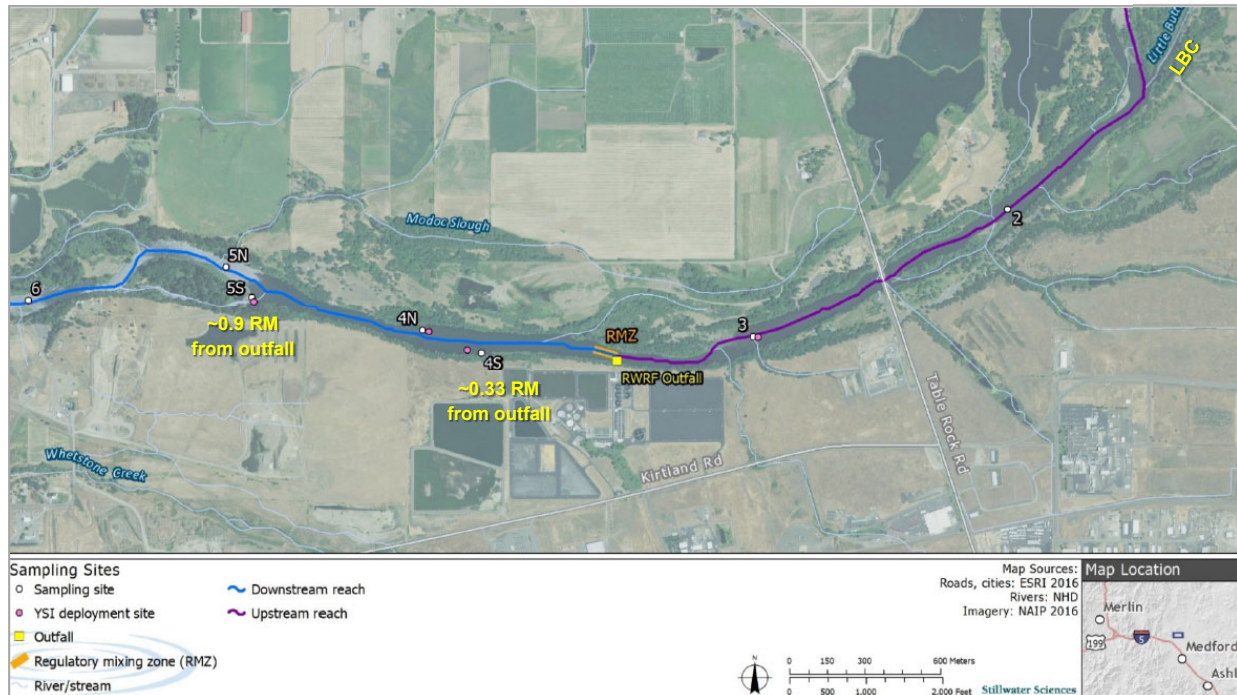 Little Butte
LBC
2
Modoc Slough
5N
6
5S
~0.9 RM
from outfall
4N
RMZ
3
4S
RWRF Outfall
~0.33 RM
from outfall
Table Rock Rd
Kirtland Rd
Whetstone Creek
Sampling Sites
Sampling site
YSI deployment site
Outfall
Regulatory mixing zone (RMZ)
River/stream
Downstream reach
Upstream reach
Map Sources:
Roads, cities: ESRI 2016
Rivers: NHD
Imagery: NAIP 2016
N
0 150 300 600 Meters
0 500 1,000 2,000 Feet
Stillwater Sciences
Map Location
Merlin
199
5
Medford
Ashl